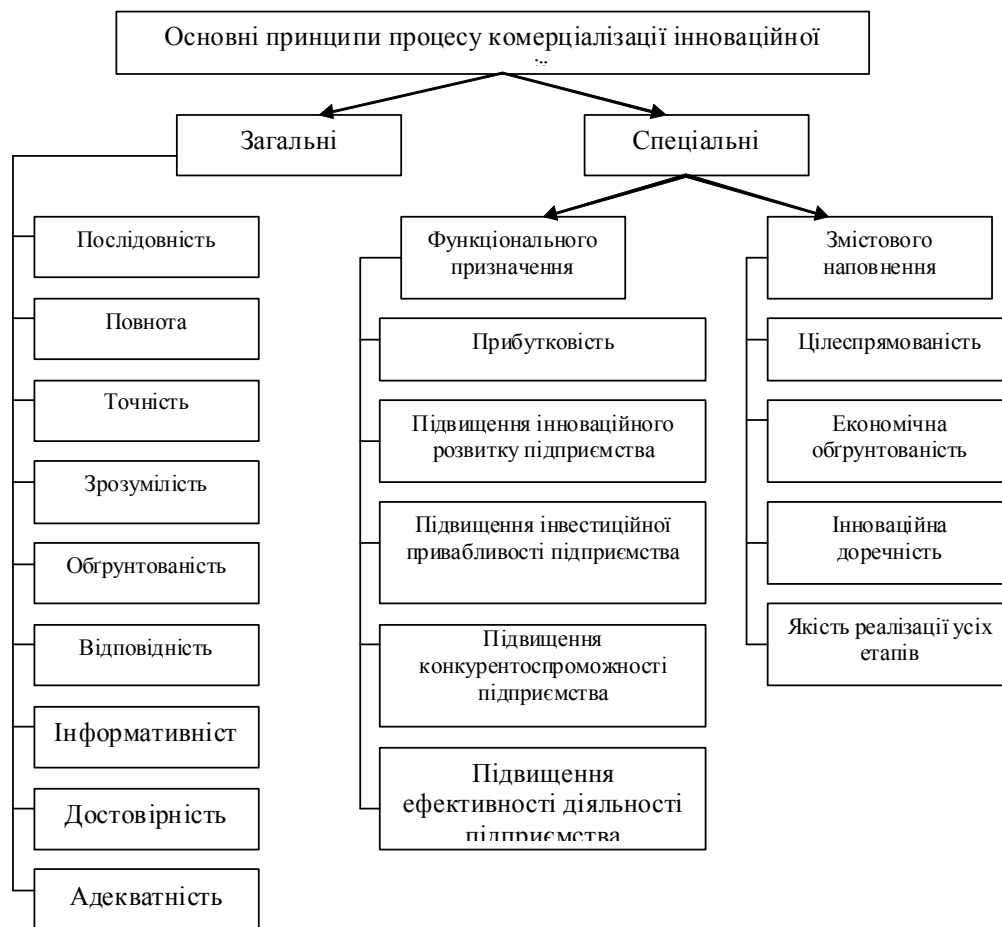 Основні принципи процесу комерціалізації інноваційної
Загальні
Спеціальні
Послідовність
Повнота
Точність
Зрозумілість
Обґрунтованість
Відповідність
Інформативніст
Достовірність
Адекватність
Функціонального
призначення
Прибутковість
Підвищення інноваційного
розвитку підприємства
Підвищення інвестиційної
привабливості підприємства
Підвищення
конкурентоспроможності
підприємства
Підвищення
ефективності діяльності
підприємства
Змістового
наповнення
Цілеспрямованість
Економічна
обґрунтованість
Інноваційна
доречність
Якість реалізації усіх
етапів